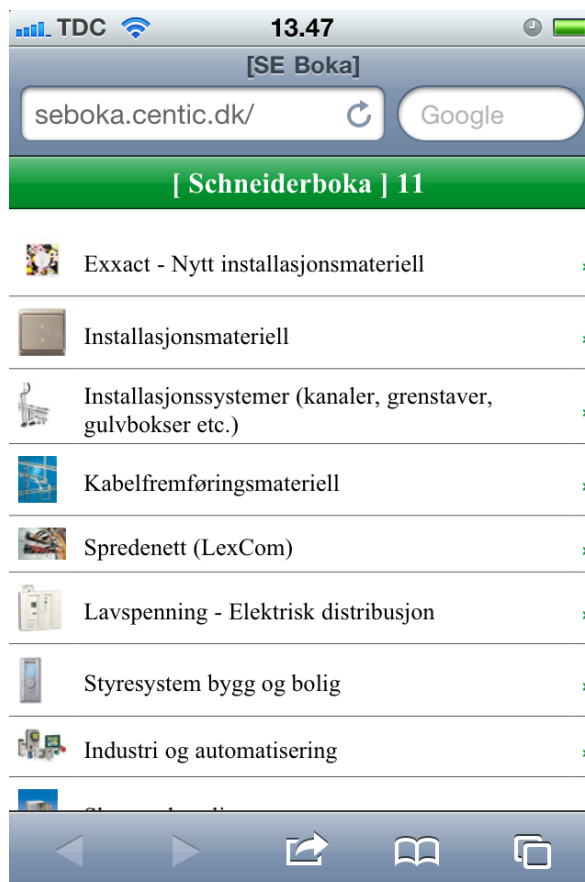 TDC 13.47
[SE Boka]
seboka.centic.dk/ Google
[ Schneiderboka ] 11
Exxact - Nytt installasjonsmateriell
Installasjonsmateriell
Installasjonssystemer (kanaler, grenstaver,
gulvbokser etc.)
Kabelfremføringsmateriell
Spredenett (LexCom)
Lavspenning - Elektrisk distribusjon
Styresystem bygg og bolig
Industri og automatisering